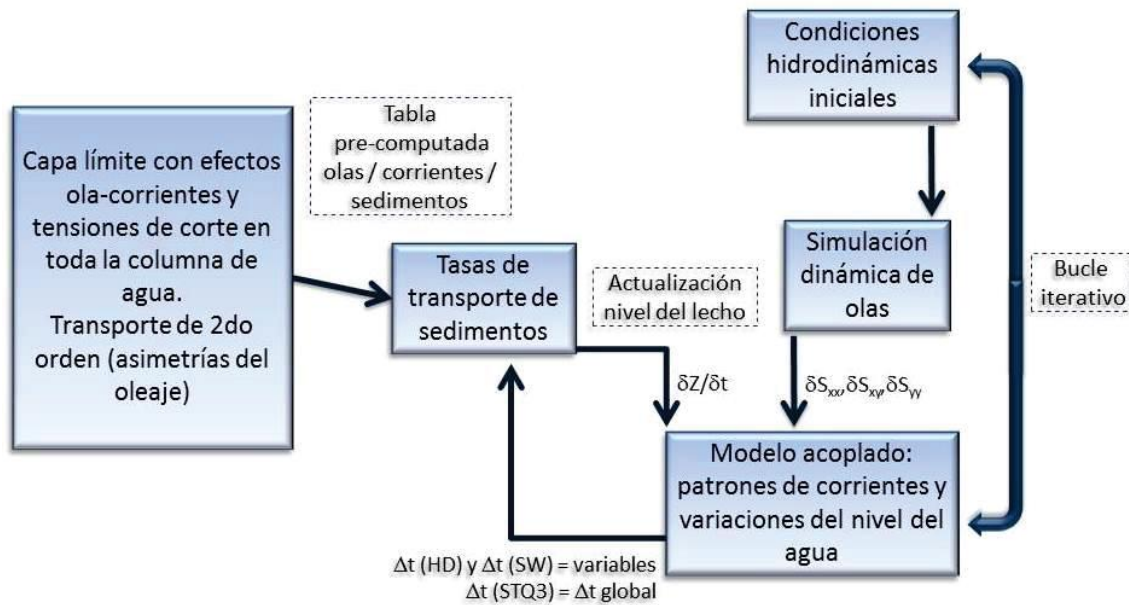 Condiciones
hidrodinámicas
iniciales
Tabla
pre-computada
olas / corrientes /
sedimentos
Capa límite con efectos
ola-corrientes y
tensiones de corte en
toda la columna de
agua.
Transporte de 2do
orden (asimetrías del
oleaje)
Tasas de
transporte de
sedimentos
Actualización
nivel del lecho
Simulación
dinámica de
olas
Bucle
iterativo
δZ/δt
δSxx,δSxy,δSyy
Modelo acoplado:
patrones de corrientes y
variaciones del nivel del
agua
Δt (HD) y Δt (SW) = variables
Δt (STQ3) = Δt global